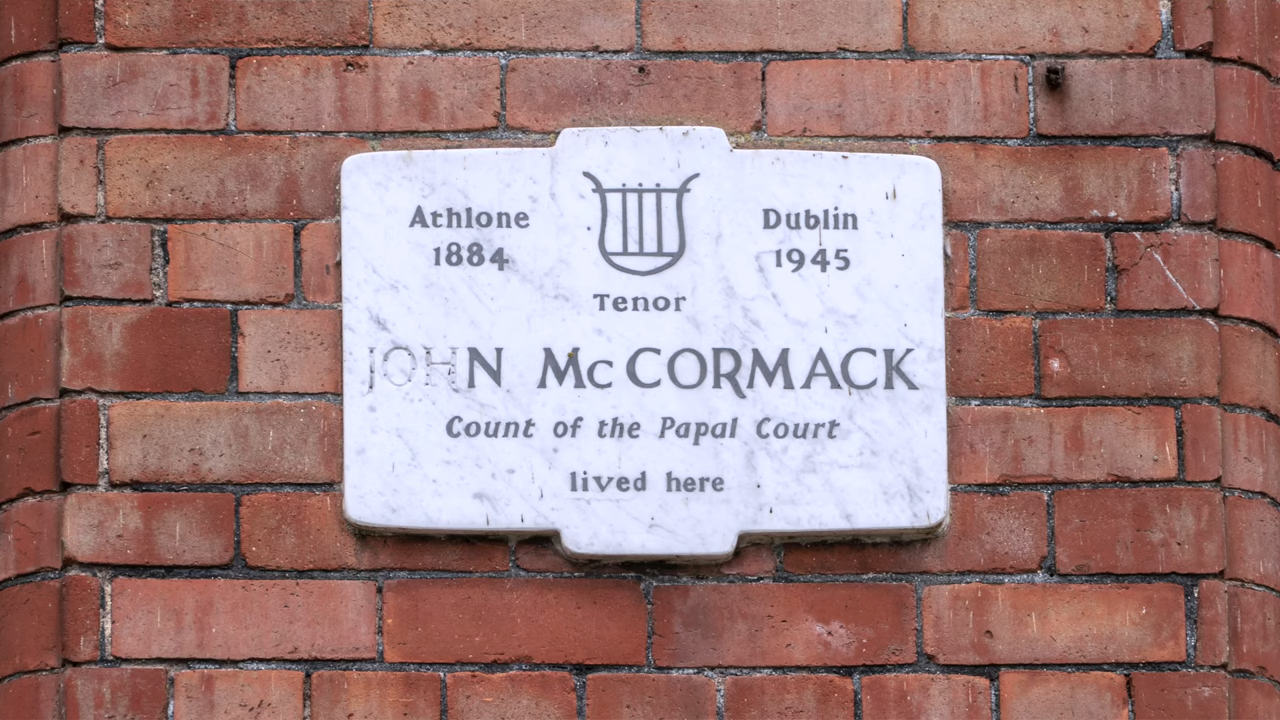 Athlone Dublin
1884 1945
Tenor
JOHN McCORMACK
Count of the Papal Court
lived here